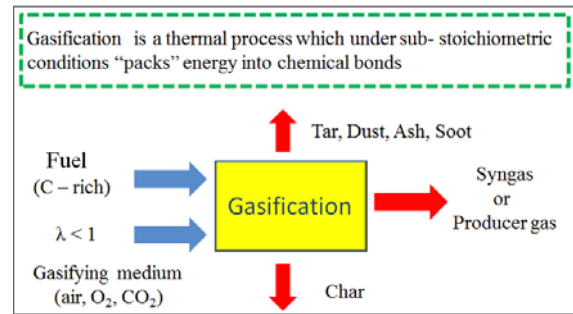 Gasification is a thermal process which under sub- stoichiometric
conditions “packs” energy into chemical bonds
Tar, Dust, Ash, Soot
Fuel
(C – rich)
λ < 1
Gasifying medium
(air, O₂, CO₂)
Gasification
Syngas
or
Producer gas
Char